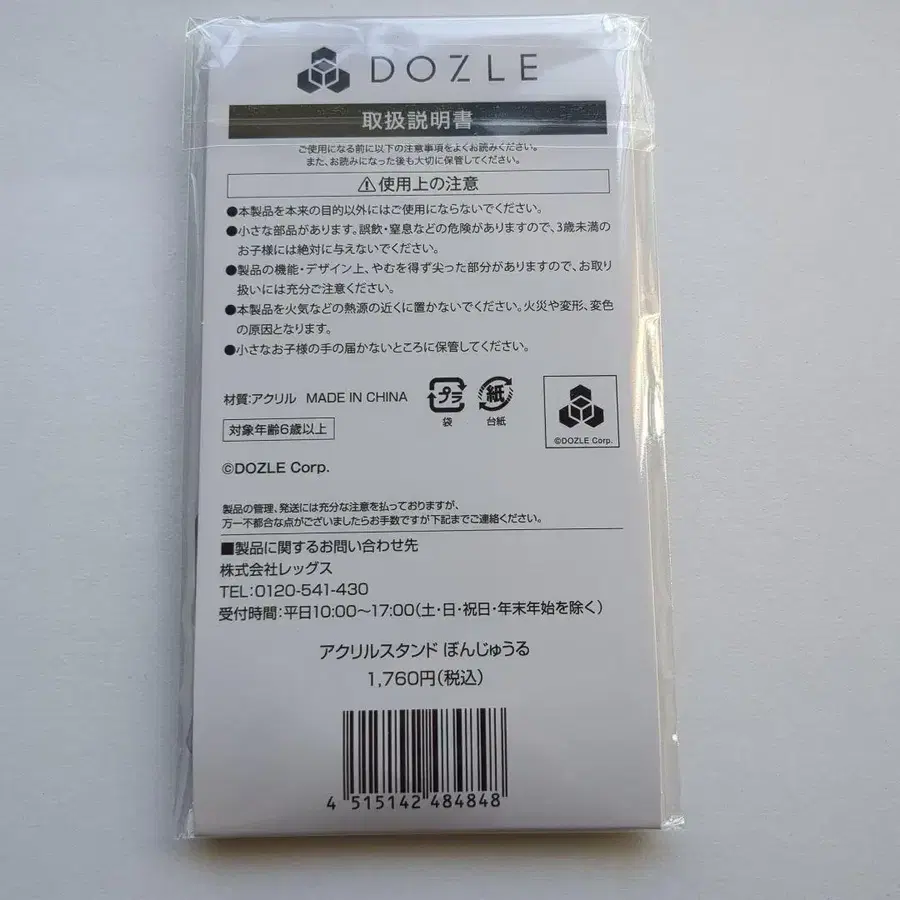 DOZLE
取扱説明書
ご使用になる前に以下の注意事項をよくお読みください。
また、お読みになった後も大切に保管してください。
⚠使用上の注意
●本製品を本来の目的以外にはご使用にならないでください。
●小さな部品があります。誤飲・窒息などの危険がありますので、3歳未満の
お子様には絶対に与えないでください。
●製品の機能・デザイン上、やむを得ず尖った部分がありますので、お取り
扱いには充分ご注意ください。
●本製品を火気などの熱源の近くに置かないでください。火災や変形、変色
の原因となります。
●小さなお子様の手の届かないところに保管してください。
材質:アクリル MADE IN CHINA
プラ
袋
紙
台紙
©DOZLE Corp.
対象年齢6歳以上
©DOZLE Corp.
製品の管理、発送には充分な注意を払っておりますが、
万一不都合な点がございましたらお手数ですが下記までご連絡ください。
■製品に関するお問い合わせ先
株式会社レッグス
TEL:0120-541-430
受付時間:平日10:00~17:00(土・日・祝日・年末年始を除く)
アクリルスタンド ぼんじゅうる
1,760円(税込)
4 515142 484848